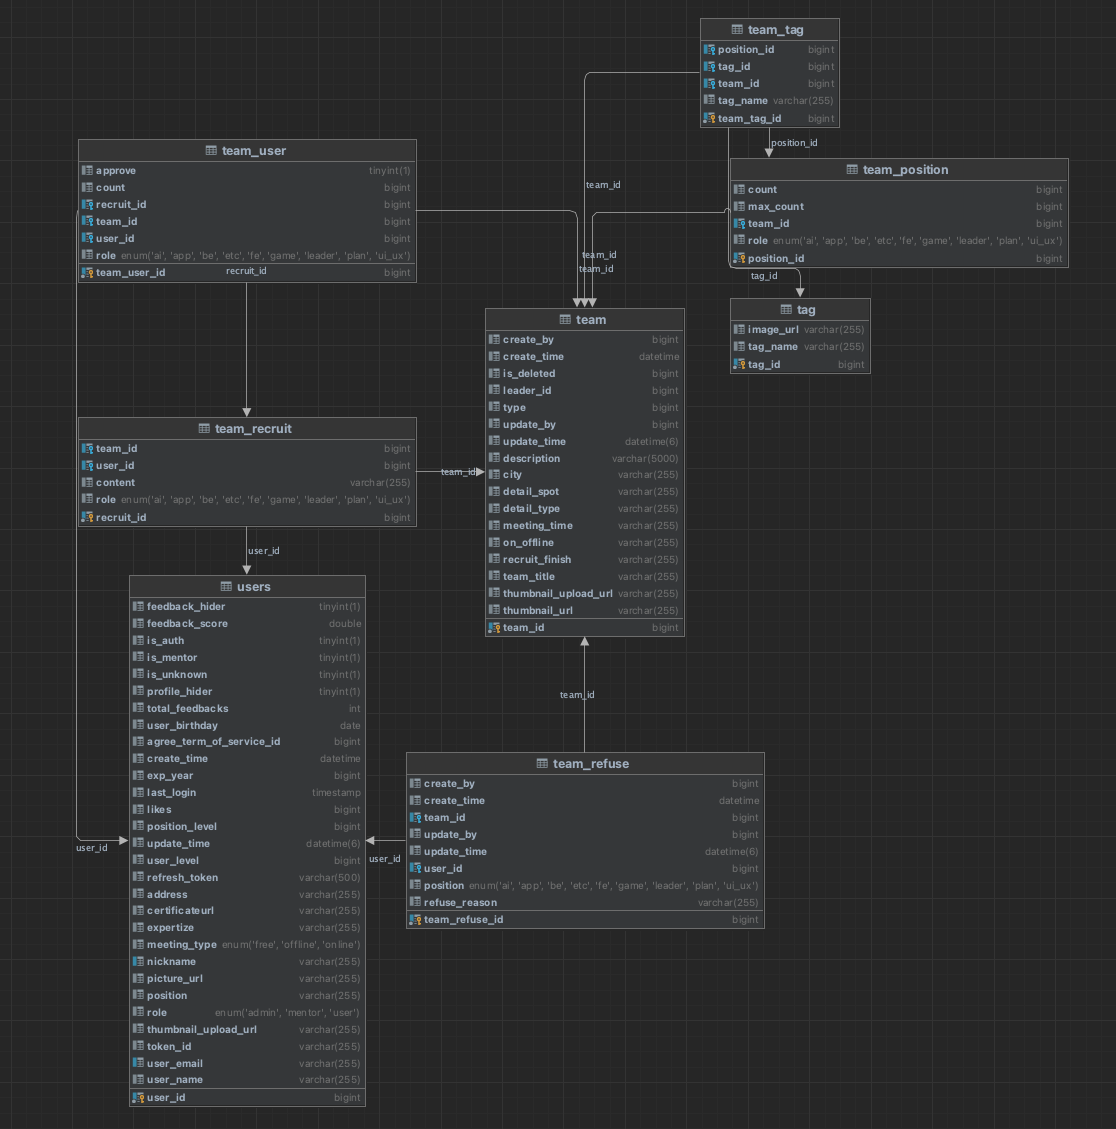 team_tag
position_id bigint
tag_id bigint
team_id bigint
tag_name varchar(255)
team_tag_id bigint
position_id
team_user
approve tinyint(1)
count bigint
recruit_id bigint
team_id bigint
user_id bigint
role enum('ai', 'app', 'be', 'etc', 'fe', 'game', 'leader', 'plan', 'ui_ux')
team_user_id bigint
recruit_id
team_position
count bigint
max_count bigint
team_id bigint
role enum('ai', 'app', 'be', 'etc', 'fe', 'game', 'leader', 'plan', 'ui_ux')
position_id bigint
team_id
team_id
team_id
tag_id
tag
image_url varchar(255)
tag_name varchar(255)
tag_id bigint
team
create_by bigint
create_time datetime
is_deleted bigint
leader_id bigint
type bigint
update_by bigint
update_time datetime(6)
description varchar(5000)
city varchar(255)
detail_spot varchar(255)
detail_type varchar(255)
meeting_time varchar(255)
on_offline varchar(255)
recruit_finish varchar(255)
team_title varchar(255)
thumbnail_upload_url varchar(255)
thumbnail_url varchar(255)
team_id bigint
team_recruit
team_id bigint
user_id bigint
content varchar(255)
role enum('ai', 'app', 'be', 'etc', 'fe', 'game', 'leader', 'plan', 'ui_ux')
recruit_id bigint
team_id
user_id
users
feedback_hider tinyint(1)
feedback_score double
is_auth tinyint(1)
is_mentor tinyint(1)
is_unknown tinyint(1)
profile_hider tinyint(1)
total_feedbacks int
user_birthday date
agree_term_of_service_id bigint
create_time datetime
exp_year bigint
last_login timestamp
likes bigint
position_level bigint
update_time datetime(6)
user_level bigint
refresh_token varchar(500)
address varchar(255)
certificateurl varchar(255)
expertize varchar(255)
meeting_type enum('free', 'offline', 'online')
nickname varchar(255)
picture_url varchar(255)
position varchar(255)
role enum('admin', 'mentor', 'user')
thumbnail_upload_url varchar(255)
token_id varchar(255)
user_email varchar(255)
user_name varchar(255)
user_id bigint
user_id
team_id
user_id
team_refuse
create_by bigint
create_time datetime
team_id bigint
update_by bigint
update_time datetime(6)
user_id bigint
position enum('ai', 'app', 'be', 'etc', 'fe', 'game', 'leader', 'plan', 'ui_ux')
refuse_reason varchar(255)
team_refuse_id bigint